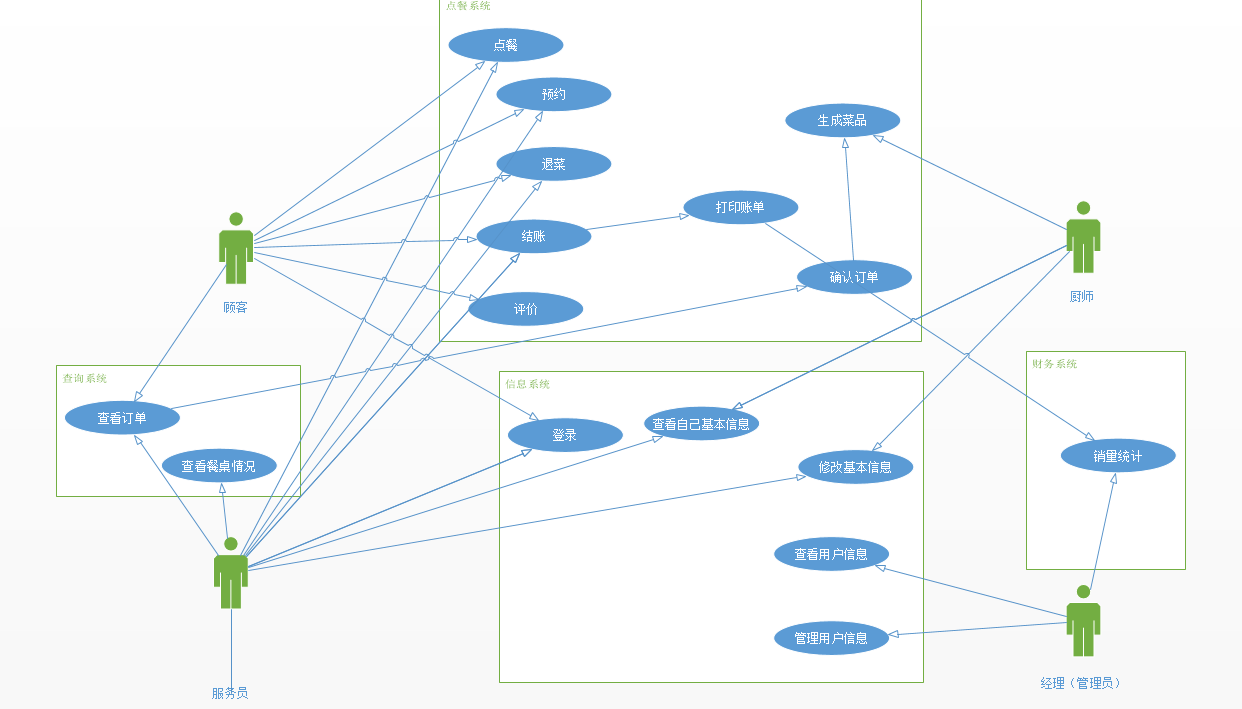 点餐系统
点餐
预约
生成菜品
退菜
打印账单
结账
确认订单
顾客
厨师
评价
查询系统
信息系统
财务系统
查看订单
查看自己基本信息
登录
销量统计
查看餐桌情况
修改基本信息
查看用户信息
管理用户信息
经理（管理员）
服务员